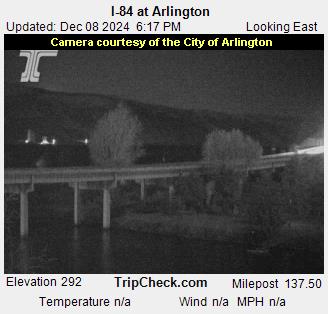 I-84 at Arlington
Updated: Dec 08 2024 6:17 PM Looking East
Camera courtesy of the City of Arlington
Elevation 292 TripCheck.com Milepost 137.50
Temperature n/a Wind n/a MPH n/a